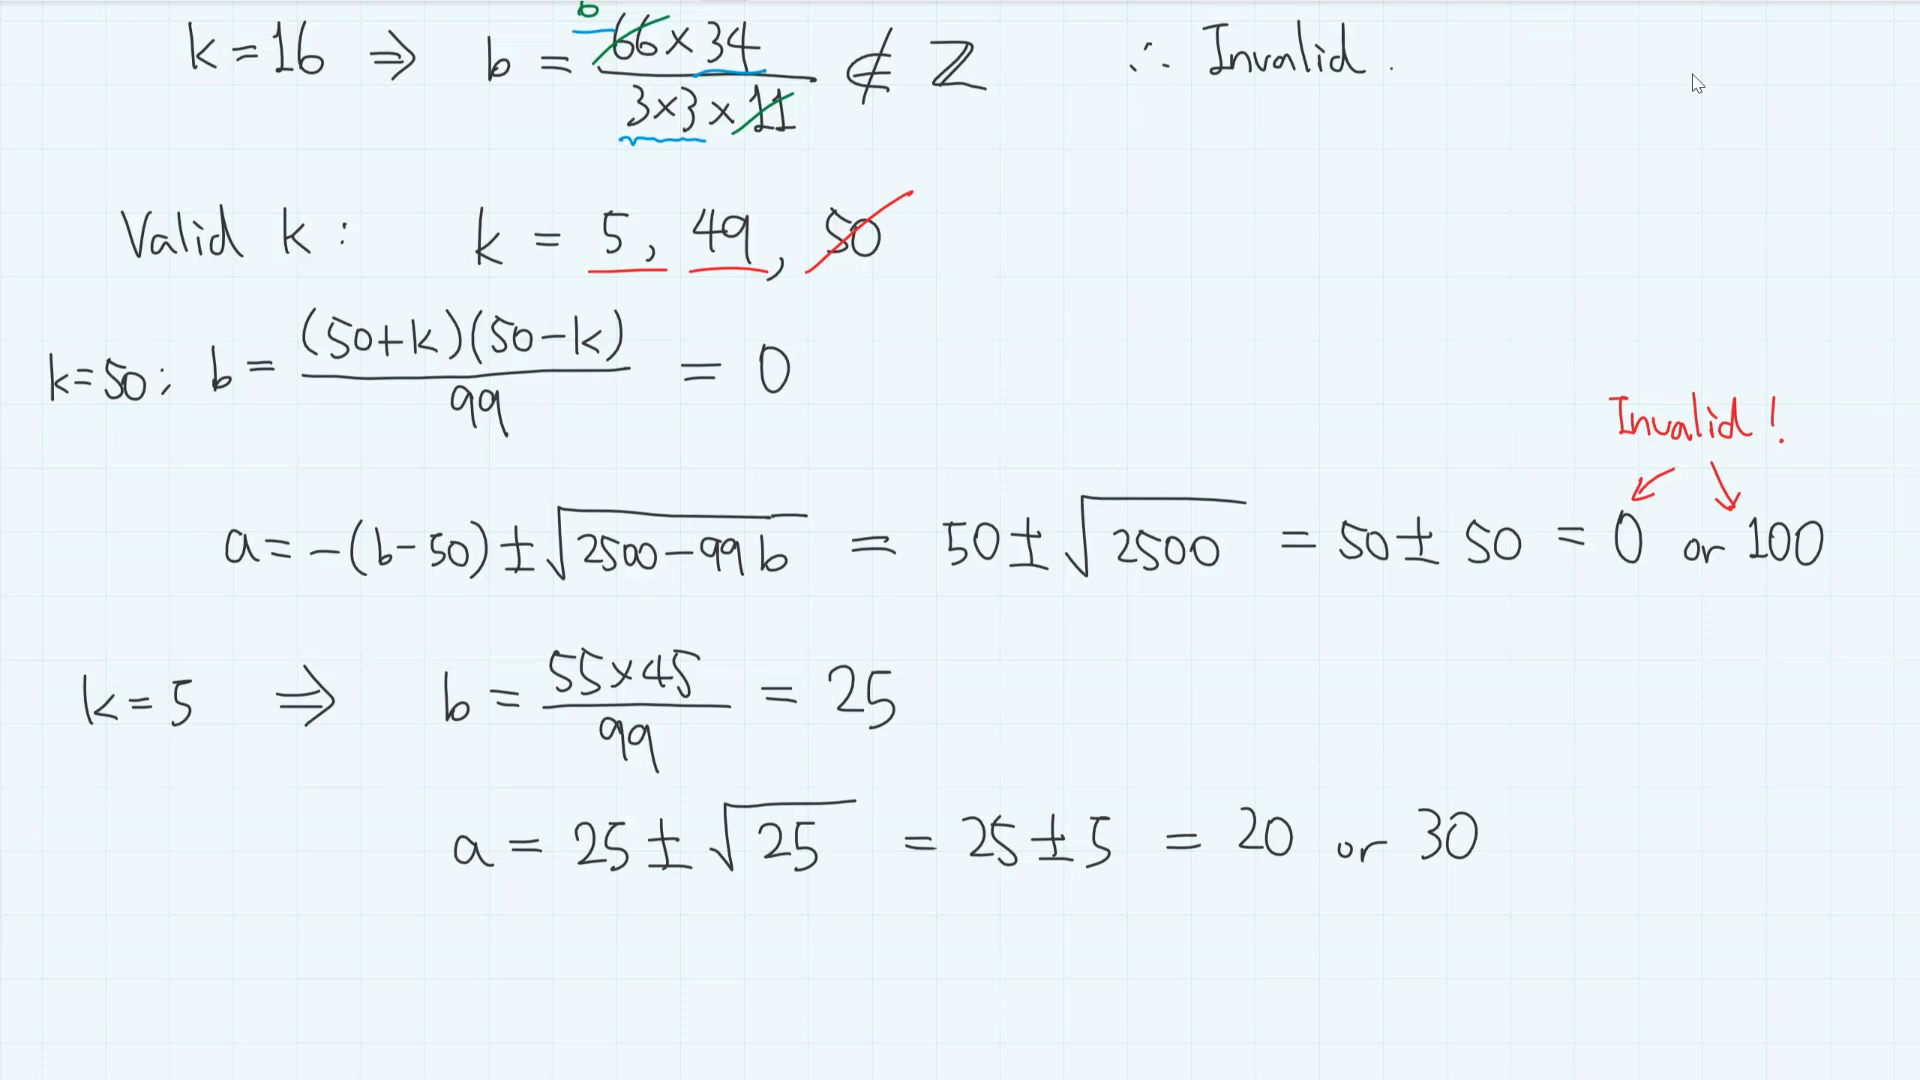 k = 16 ⇒ b = (6 66 × 34)/(3×3×11) ∉ ℤ ∴ Invalid.
Valid k : k = 5, 49, 50
k=50; b = ((50+k)(50−k))/99 = 0
Invalid!
a = −(b−50) ± √(2500−99b) = 50 ± √2500 = 50 ± 50 = 0 or 100
k = 5 ⇒ b = (55×45)/99 = 25
a = 25 ± √25 = 25 ± 5 = 20 or 30